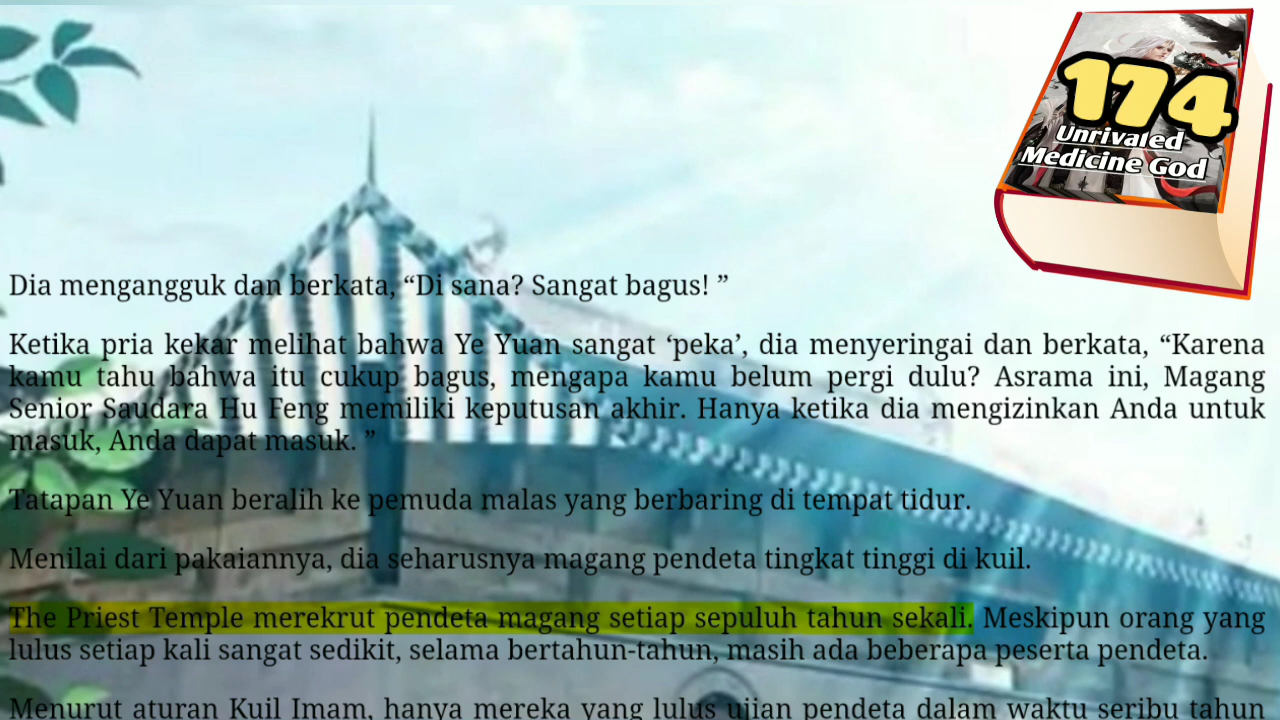 174
Unrivaled
Medicine God
Dia mengangguk dan berkata, “Di sana? Sangat bagus! ”
Ketika pria kekar melihat bahwa Ye Yuan sangat ‘peka’, dia menyeringai dan berkata, “Karena
kamu tahu bahwa itu cukup bagus, mengapa kamu belum pergi dulu? Asrama ini, Magang
Senior Saudara Hu Feng memiliki keputusan akhir. Hanya ketika dia mengizinkan Anda untuk
masuk, Anda dapat masuk. ”
Tatapan Ye Yuan beralih ke pemuda malas yang berbaring di tempat tidur.
Menilai dari pakaiannya, dia seharusnya magang pendeta tingkat tinggi di kuil.
The Priest Temple merekrut pendeta magang setiap sepuluh tahun sekali. Meskipun orang yang
lulus setiap kali sangat sedikit, selama bertahun-tahun, masih ada beberapa peserta pendeta.
Menurut aturan Kuil Imam, hanya mereka yang lulus ujian pendeta dalam waktu seribu tahun